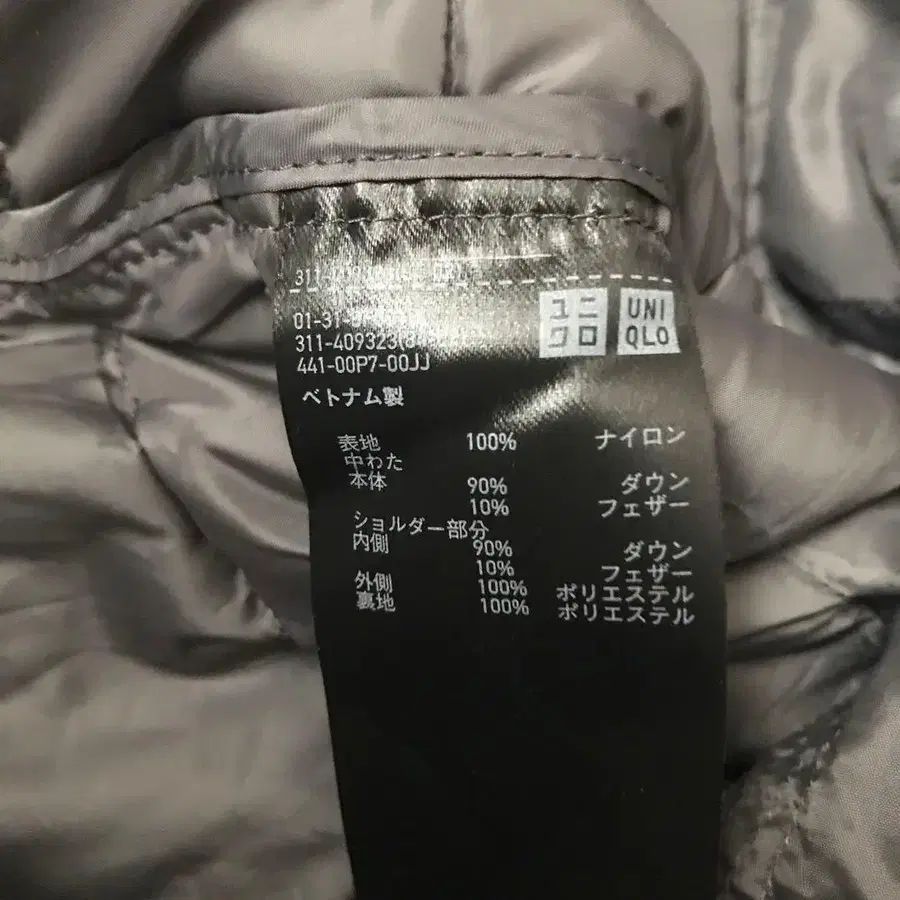 ユニ
クロ
UNI
QLO
311-409323(8
441-00P7-00JJ
ベトナム製
表地 100% ナイロン
中わた
本体 90% ダウン
10% フェザー
ショルダー部分
内側 90% ダウン
10% フェザー
外側 100% ポリエステル
裏地 100% ポリエステル